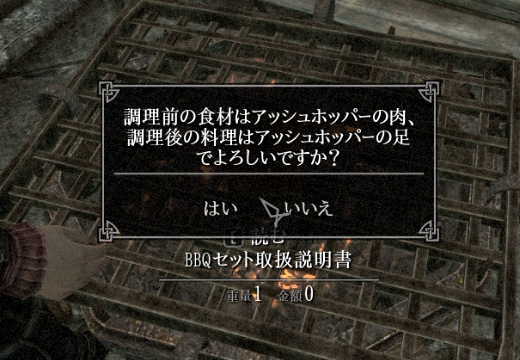 調理前の食材はアッシュホッパーの肉、
調理後の料理はアッシュホッパーの足
でよろしいですか？
はい いいえ
読む
BBQセット取扱説明書
重量 1 金額 0